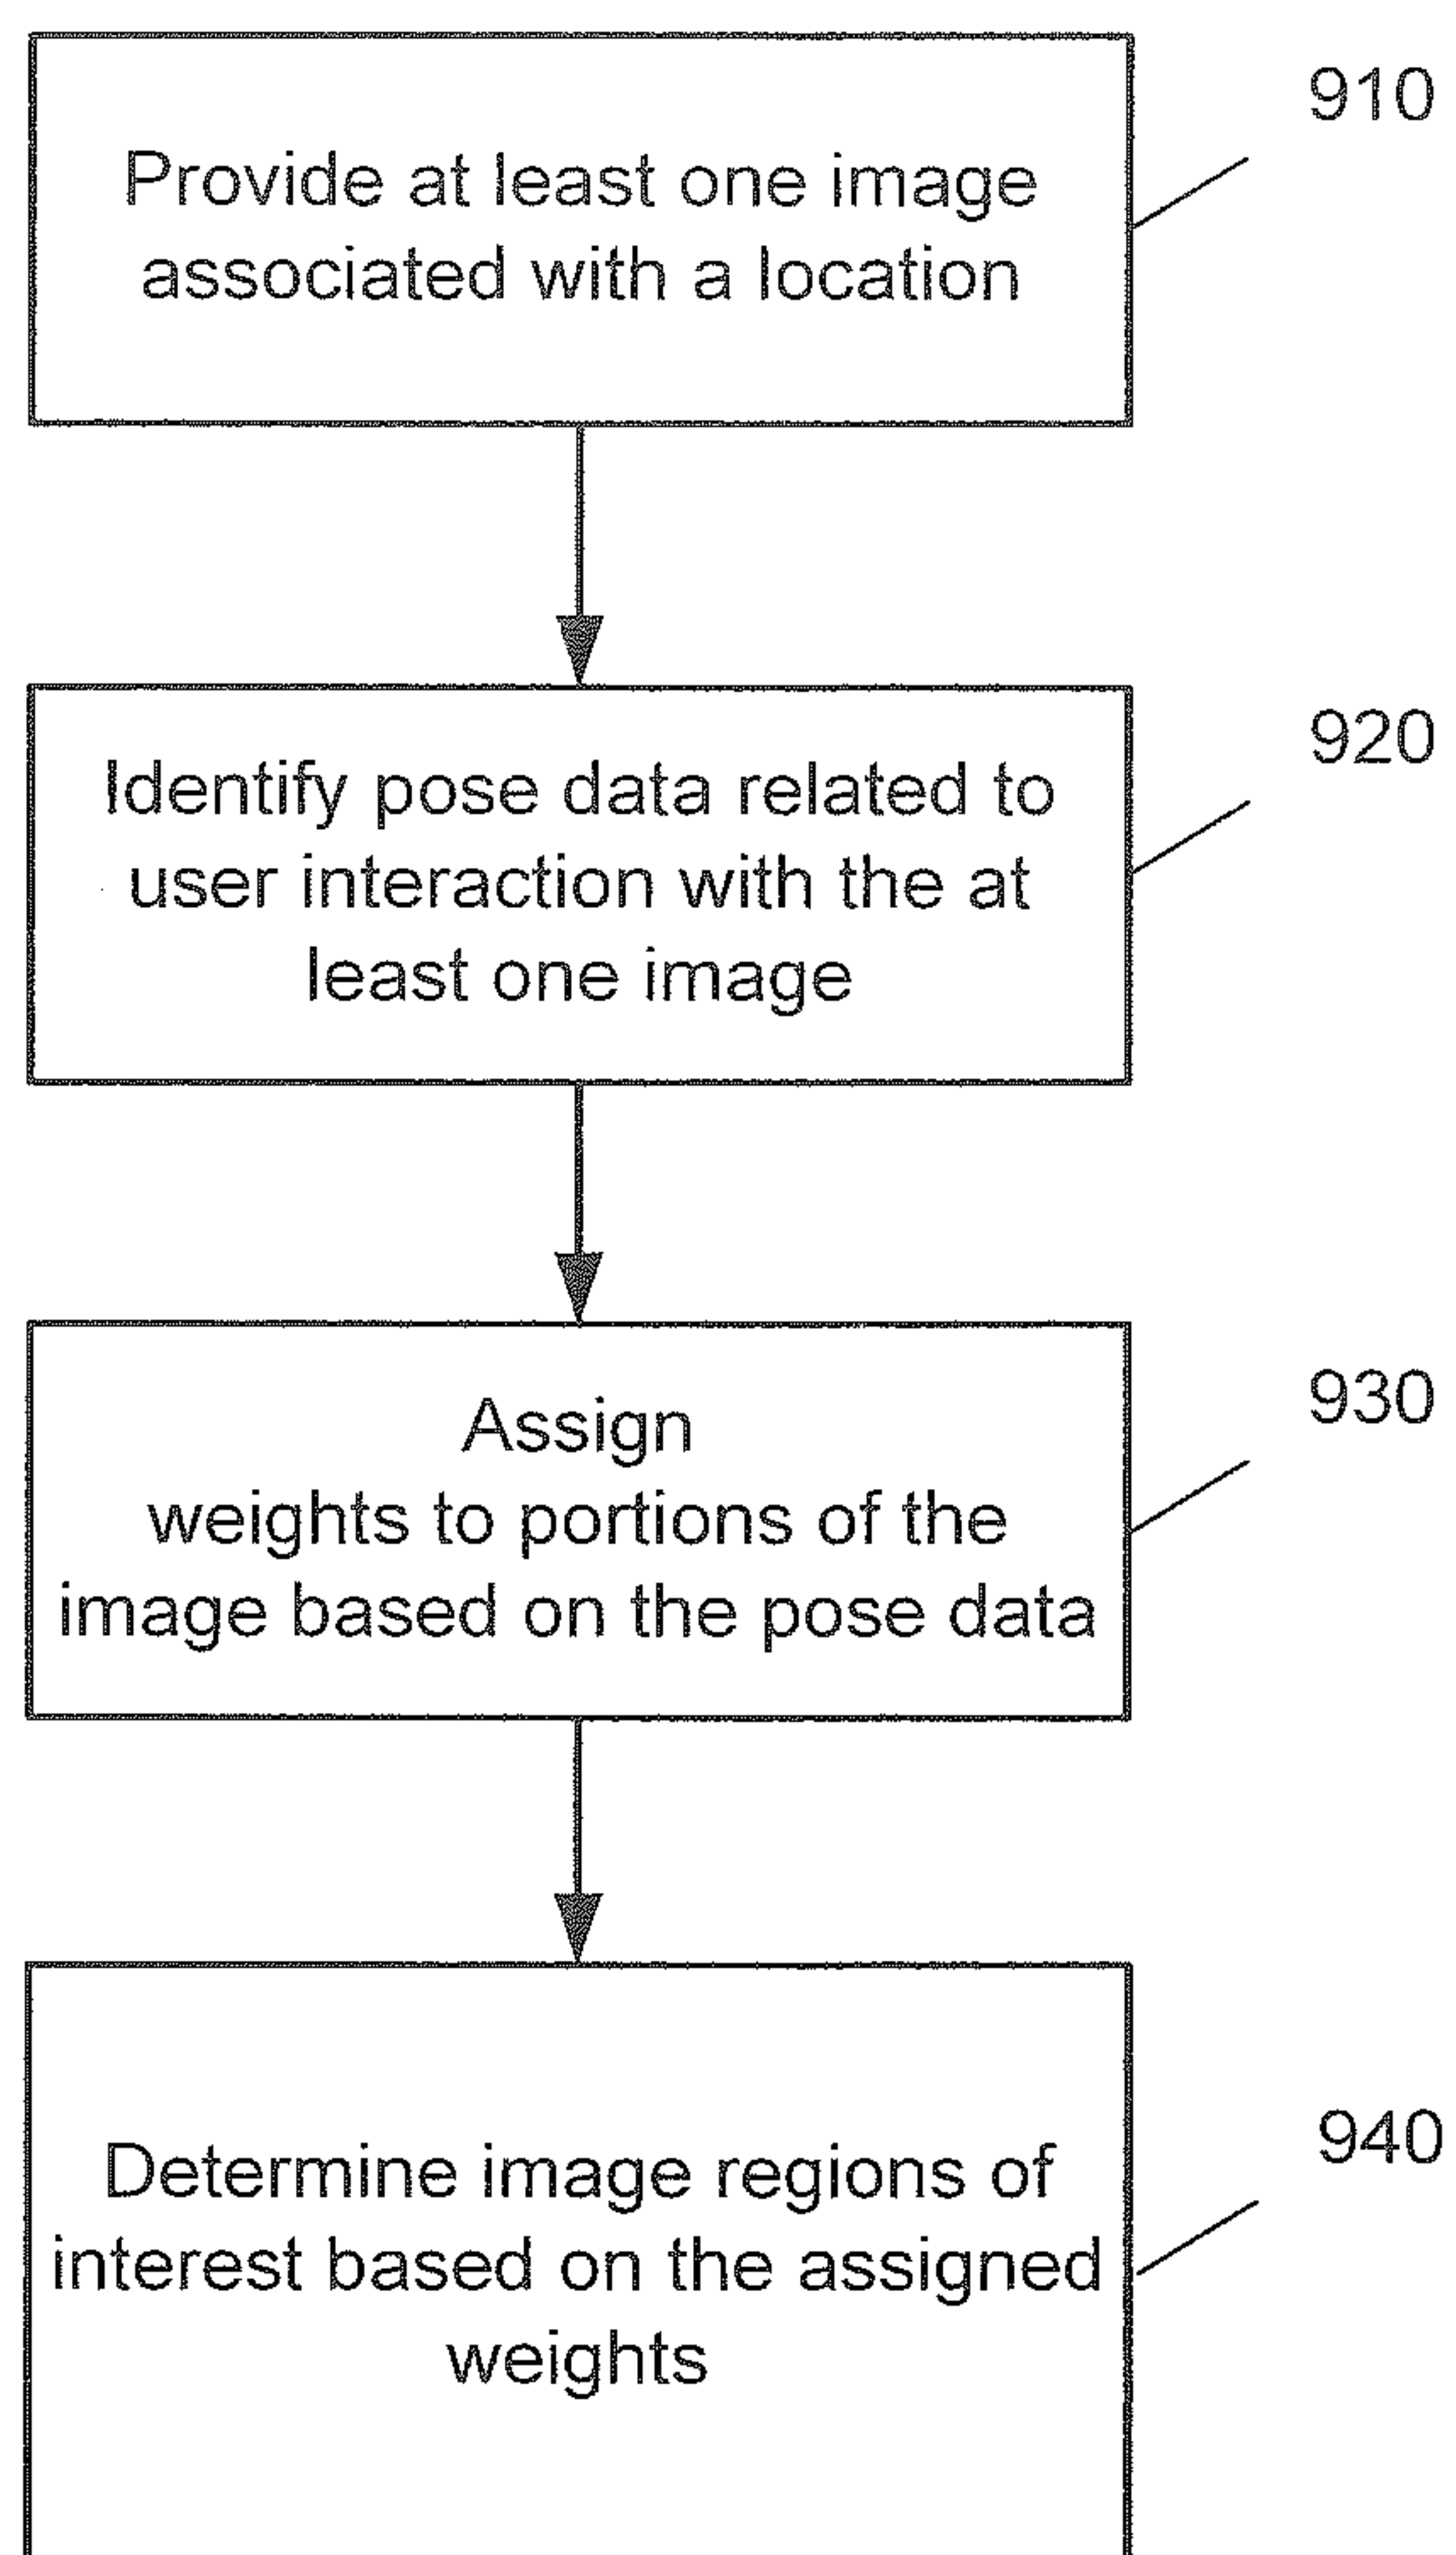 910
Provide at least one image
associated with a location
920
Identify pose data related to
user interaction with the at
least one image
930
Assign
weights to portions of the
image based on the pose data
940
Determine image regions of
interest based on the assigned
weights